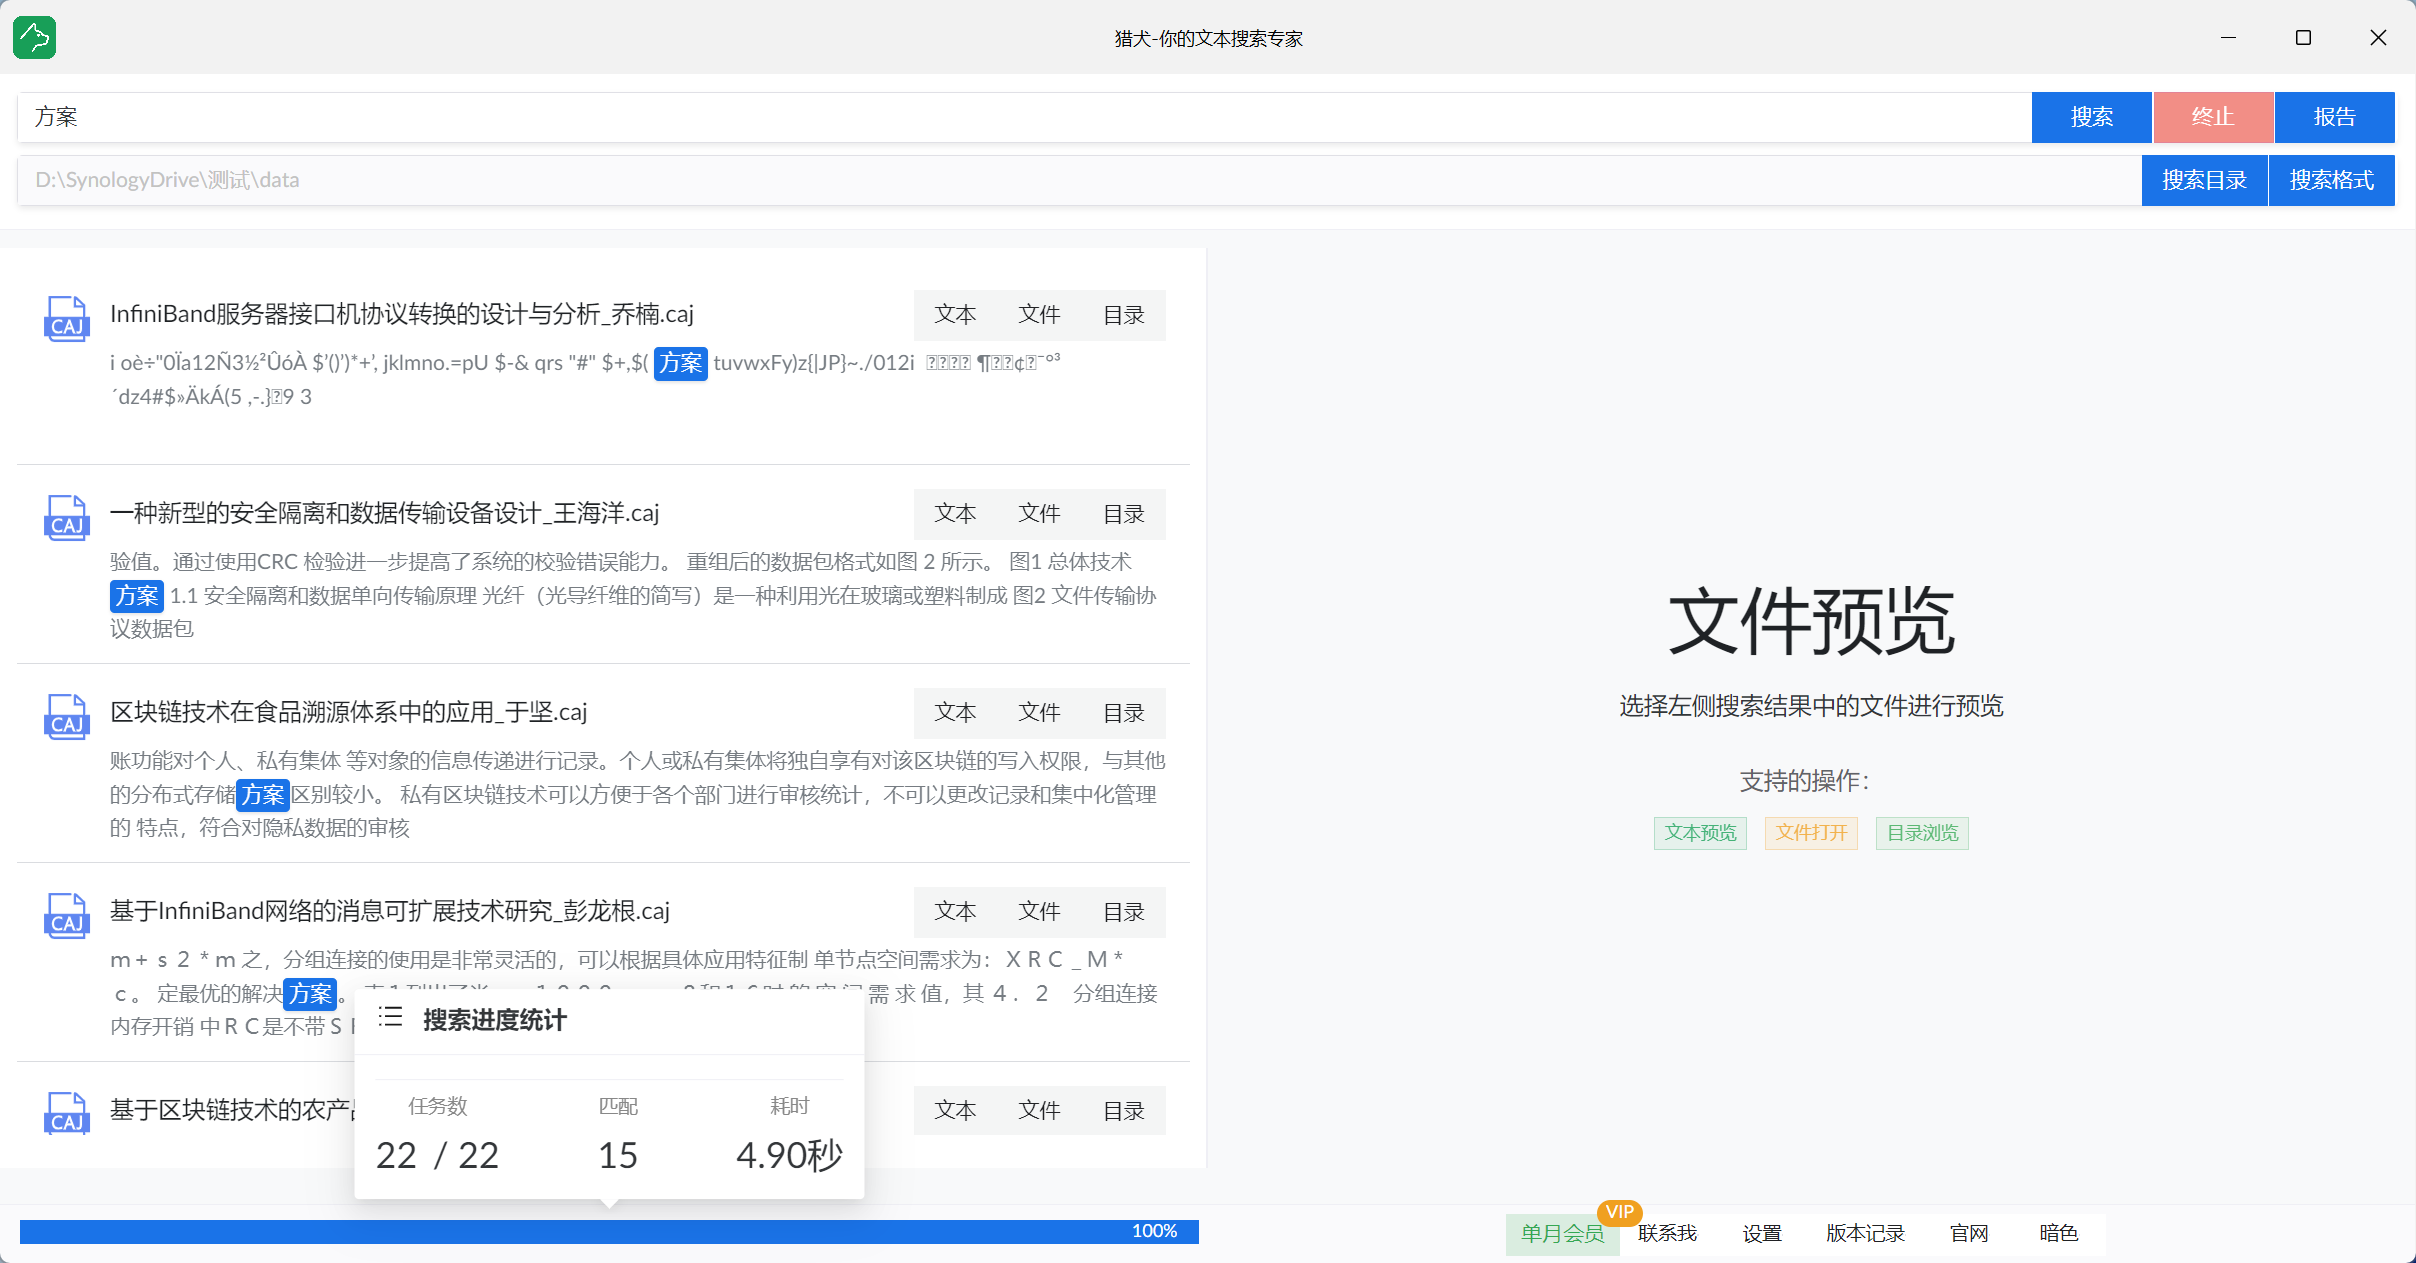 猎犬-你的文本搜索专家
方案
搜索
终止
报告
D:\SynologyDrive\测试\data
搜索目录
搜索格式
CAJ
InfiniBand服务器接口机协议转换的设计与分析_乔楠.caj
文本 文件 目录
i oè÷"0Ïa12Ñ3½²ÛóÀ $'()')*+', jklmno.=pU $-& qrs "#" $+,$( 方案 tuvwxFy)z{|JP}~./012i ¶ ¢ ¯°³
´dz4#$»ÄkÁ(5 ,-.} 9 3
CAJ
一种新型的安全隔离和数据传输设备设计_王海洋.caj
文本 文件 目录
验值。通过使用CRC 检验进一步提高了系统的校验错误能力。 重组后的数据包格式如图 2 所示。 图1 总体技术
方案 1.1 安全隔离和数据单向传输原理 光纤（光导纤维的简写）是一种利用光在玻璃或塑料制成 图2 文件传输协
议数据包
CAJ
区块链技术在食品溯源体系中的应用_于坚.caj
文本 文件 目录
账功能对个人、私有集体 等对象的信息传递进行记录。个人或私有集体将独自享有对该区块链的写入权限，与其他
的分布式存储方案区别较小。 私有区块链技术可以方便于各个部门进行审核统计，不可以更改记录和集中化管理
的 特点，符合对隐私数据的审核
CAJ
基于InfiniBand网络的消息可扩展技术研究_彭龙根.caj
文本 文件 目录
ｍ+ ｓ ２ * ｍ 之，分组连接的使用是非常灵活的，可以根据具体应用特征制 单节点空间需求为：ＸＲＣ＿Ｍ *
ｃ。 定最优的解决方案。 需 求 值，其 ４．２ 分组连接
内存开销 中ＲＣ是不带Ｓ
CAJ
基于区块链技术的农产
文本 文件 目录
搜索进度统计
任务数 匹配 耗时
22 / 22 15 4.90秒
100%
文件预览
选择左侧搜索结果中的文件进行预览
支持的操作：
文本预览 文件打开 目录浏览
VIP
单月会员 联系我 设置 版本记录 官网 暗色